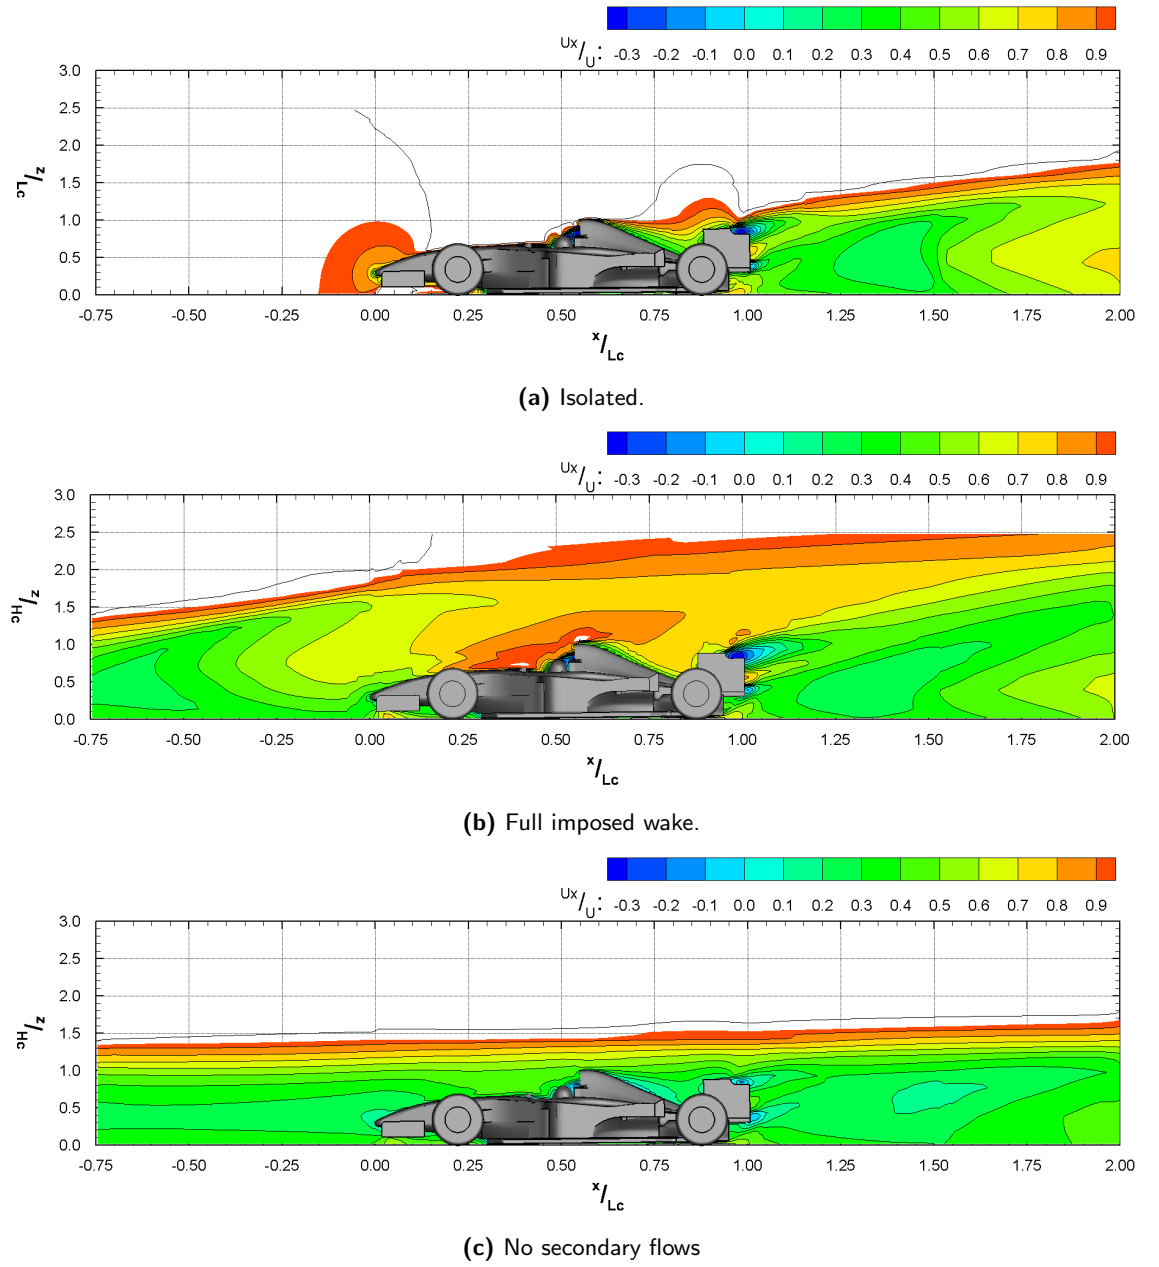 Ux/U: -0.3 -0.2 -0.1 0.0 0.1 0.2 0.3 0.4 0.5 0.6 0.7 0.8 0.9
3.0
2.5
2.0
1.5
1.0
0.5
0.0
z/Lc
-0.75 -0.50 -0.25 0.00 0.25 0.50 0.75 1.00 1.25 1.50 1.75 2.00
x/Lc
(a) Isolated.
Ux/U: -0.3 -0.2 -0.1 0.0 0.1 0.2 0.3 0.4 0.5 0.6 0.7 0.8 0.9
3.0
2.5
2.0
1.5
1.0
0.5
0.0
z/Hc
-0.75 -0.50 -0.25 0.00 0.25 0.50 0.75 1.00 1.25 1.50 1.75 2.00
x/Lc
(b) Full imposed wake.
Ux/U: -0.3 -0.2 -0.1 0.0 0.1 0.2 0.3 0.4 0.5 0.6 0.7 0.8 0.9
3.0
2.5
2.0
1.5
1.0
0.5
0.0
z/Hc
-0.75 -0.50 -0.25 0.00 0.25 0.50 0.75 1.00 1.25 1.50 1.75 2.00
x/Lc
(c) No secondary flows